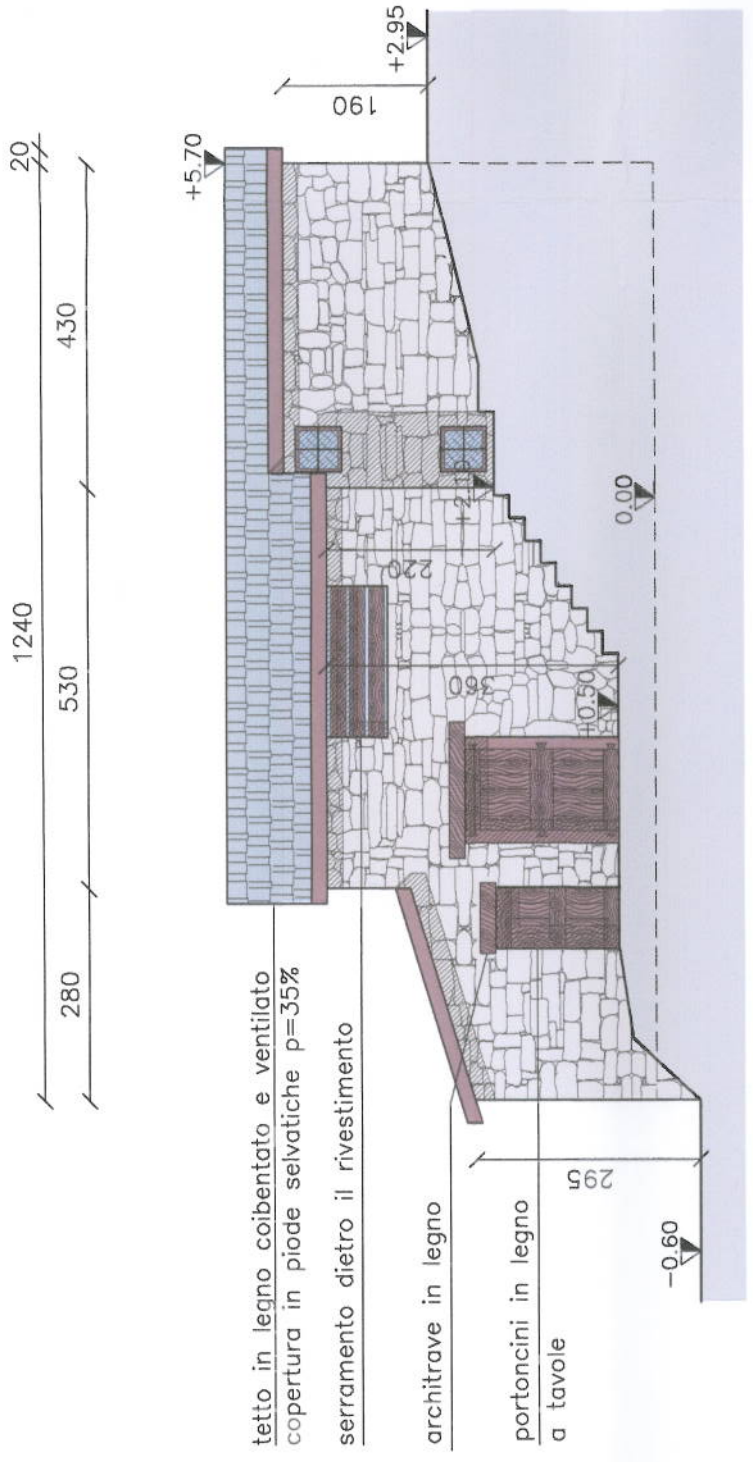 1240
20
280
530
430
tetto in legno coibentato e ventilato
copertura in piode selvatiche p=35%
serramento dietro il rivestimento
architrave in legno
portoncini in legno
a tavole
+5.70
190
+2.95
220
360
+0.50
0.00
295
−0.60